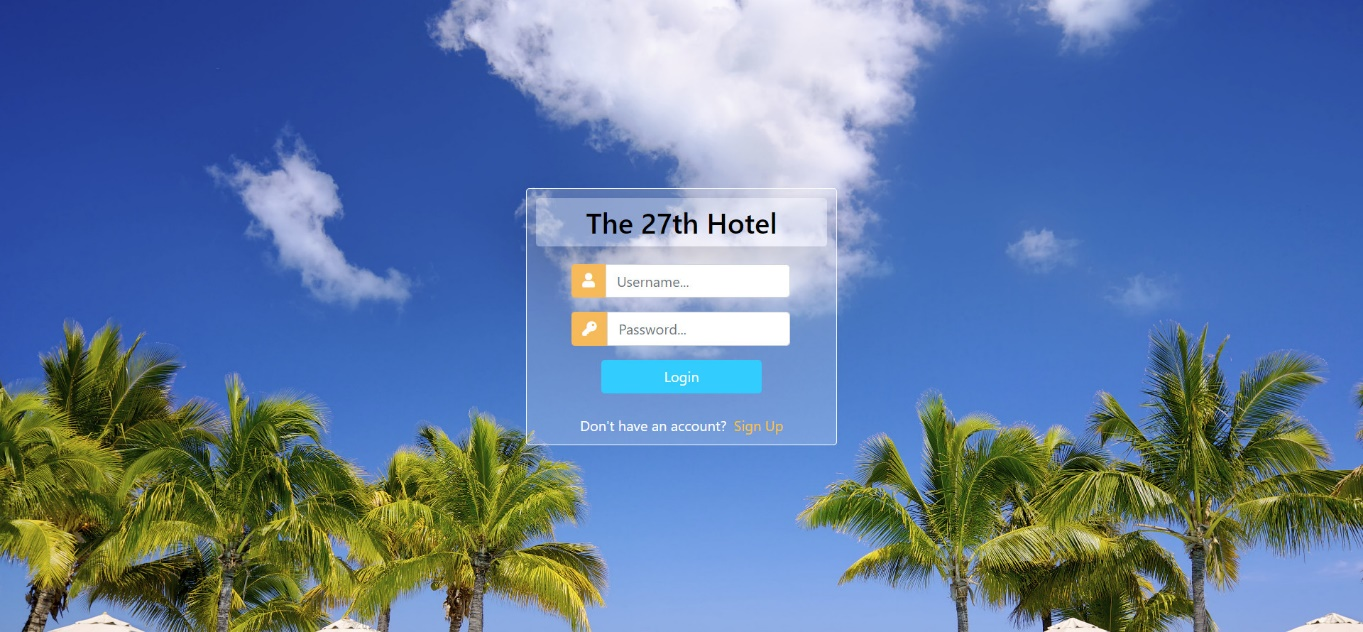 The 27th Hotel
Username...
Password...
Login
Don't have an account? Sign Up